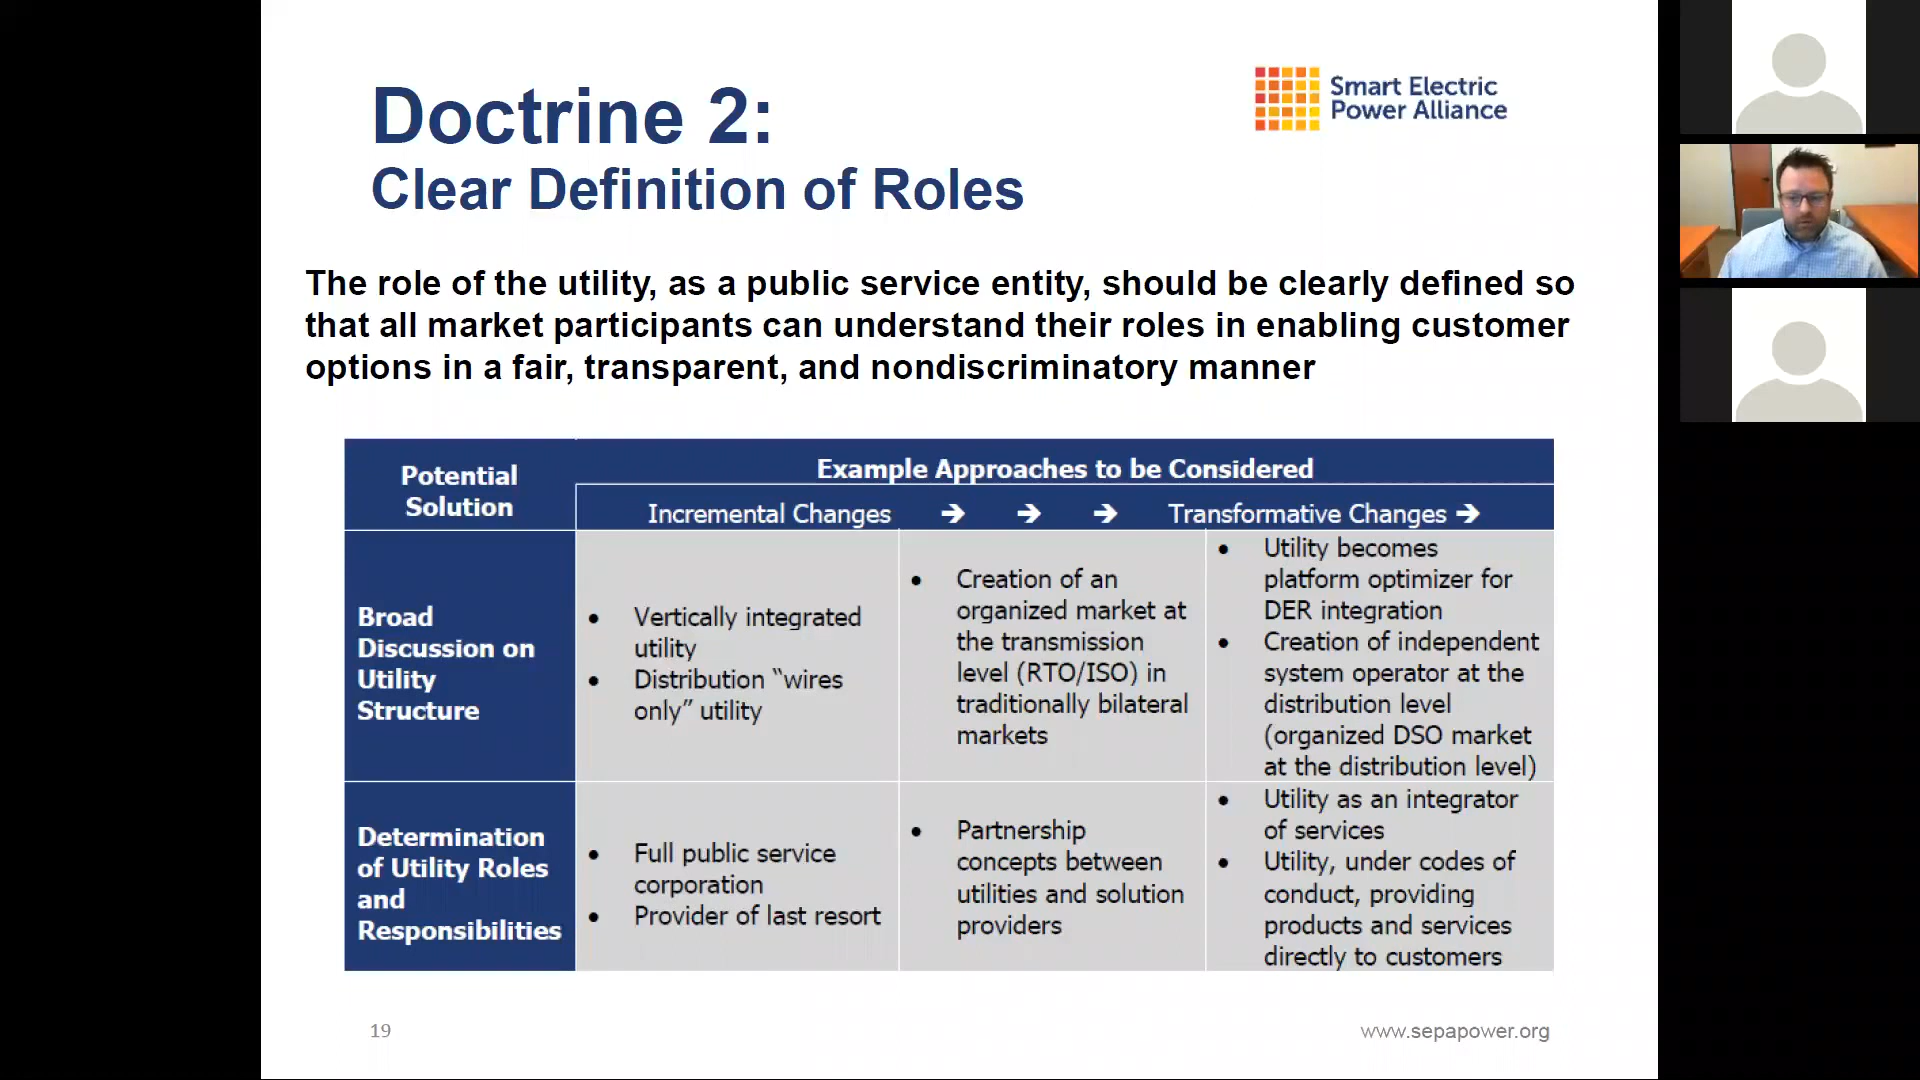 Doctrine 2:
Clear Definition of Roles
Smart Electric
Power Alliance
The role of the utility, as a public service entity, should be clearly defined so
that all market participants can understand their roles in enabling customer
options in a fair, transparent, and nondiscriminatory manner
Potential
Solution
Example Approaches to be Considered
Incremental Changes → → → Transformative Changes →
Broad
Discussion on
Utility
Structure
• Vertically integrated
utility
• Distribution “wires
only” utility
• Creation of an
organized market at
the transmission
level (RTO/ISO) in
traditionally bilateral
markets
• Utility becomes
platform optimizer for
DER integration
• Creation of independent
system operator at the
distribution level
(organized DSO market
at the distribution level)
Determination
of Utility Roles
and
Responsibilities
• Full public service
corporation
• Provider of last resort
• Partnership
concepts between
utilities and solution
providers
• Utility as an integrator
of services
• Utility, under codes of
conduct, providing
products and services
directly to customers
19
www.sepapower.org